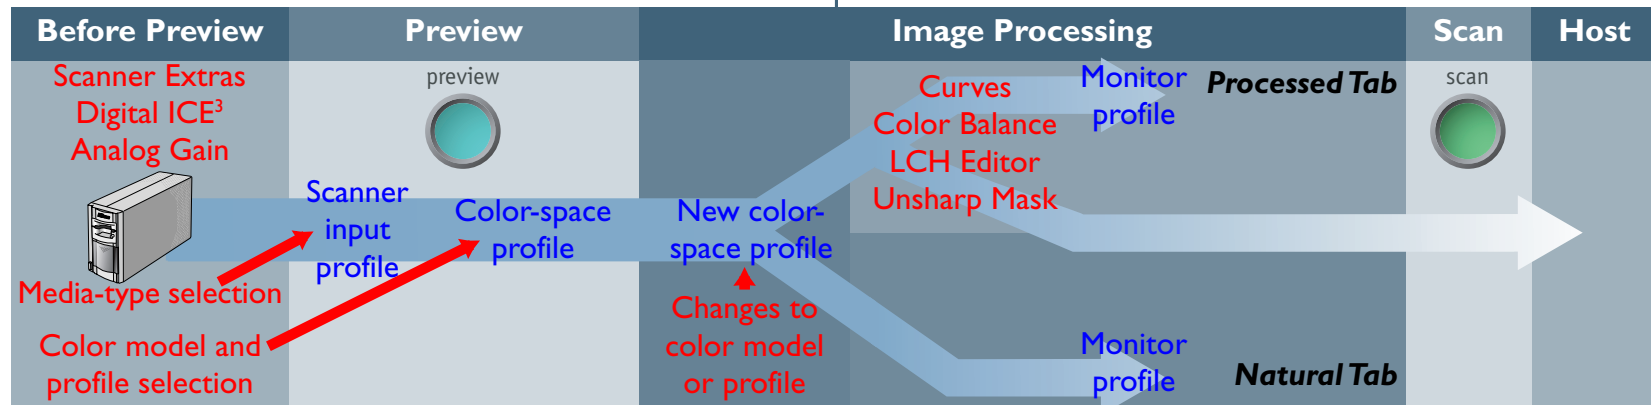 Before Preview
Preview
Image Processing
Scan
Host
Scanner Extras
Digital ICE³
Analog Gain
preview
Scanner
input
profile
Color-space
profile
Media-type selection
Color model and
profile selection
New color-
space profile
Changes to
color model
or profile
Curves
Color Balance
LCH Editor
Unsharp Mask
Monitor
profile
Processed Tab
Monitor
profile
Natural Tab
scan